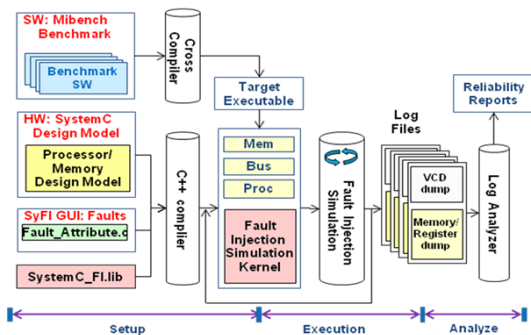 SW: Mibench
Benchmark
Benchmark
SW
Cross
Compiler
Target
Executable
HW: SystemC
Design Model
Processor/
Memory
Design Model
SyFI GUI: Faults
Fault_Attribute.c
SystemC_FI.lib
C++ complier
Mem
Bus
Proc
Fault
Injection
Simulation
Kernel
Fault Injection
Simulation
Log
Files
VCD
dump
Memory/
Register
dump
Log Analyzer
Reliability
Reports
Setup
Execution
Analyze